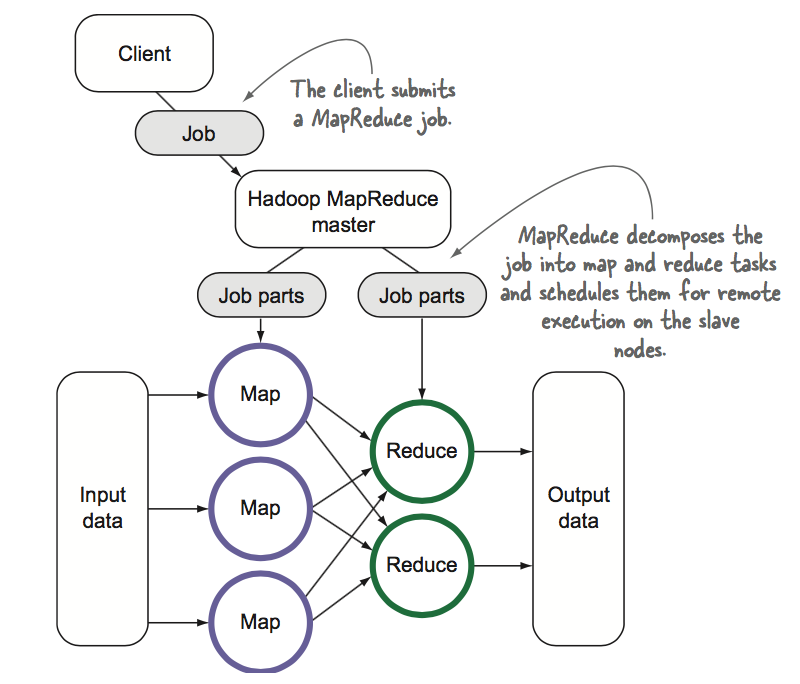 Client
The client submits
a MapReduce job.
Job
Hadoop MapReduce
master
MapReduce decomposes the
job into map and reduce tasks
and schedules them for remote
execution on the slave
nodes.
Job parts
Job parts
Map
Reduce
Input
data
Map
Output
data
Reduce
Map